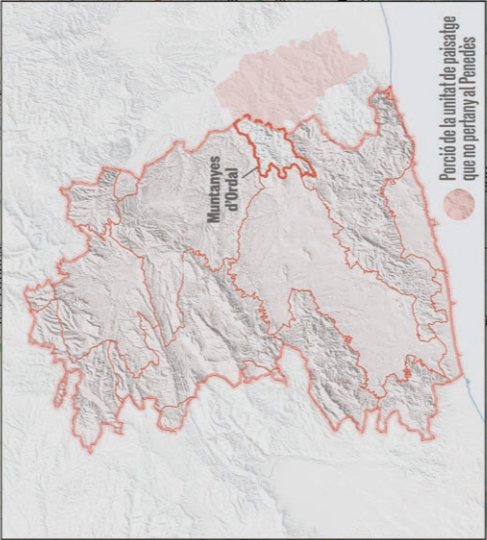 Muntanyes
d'Ordal
Porció de la unitat de paisatge
que no pertany al Penedès